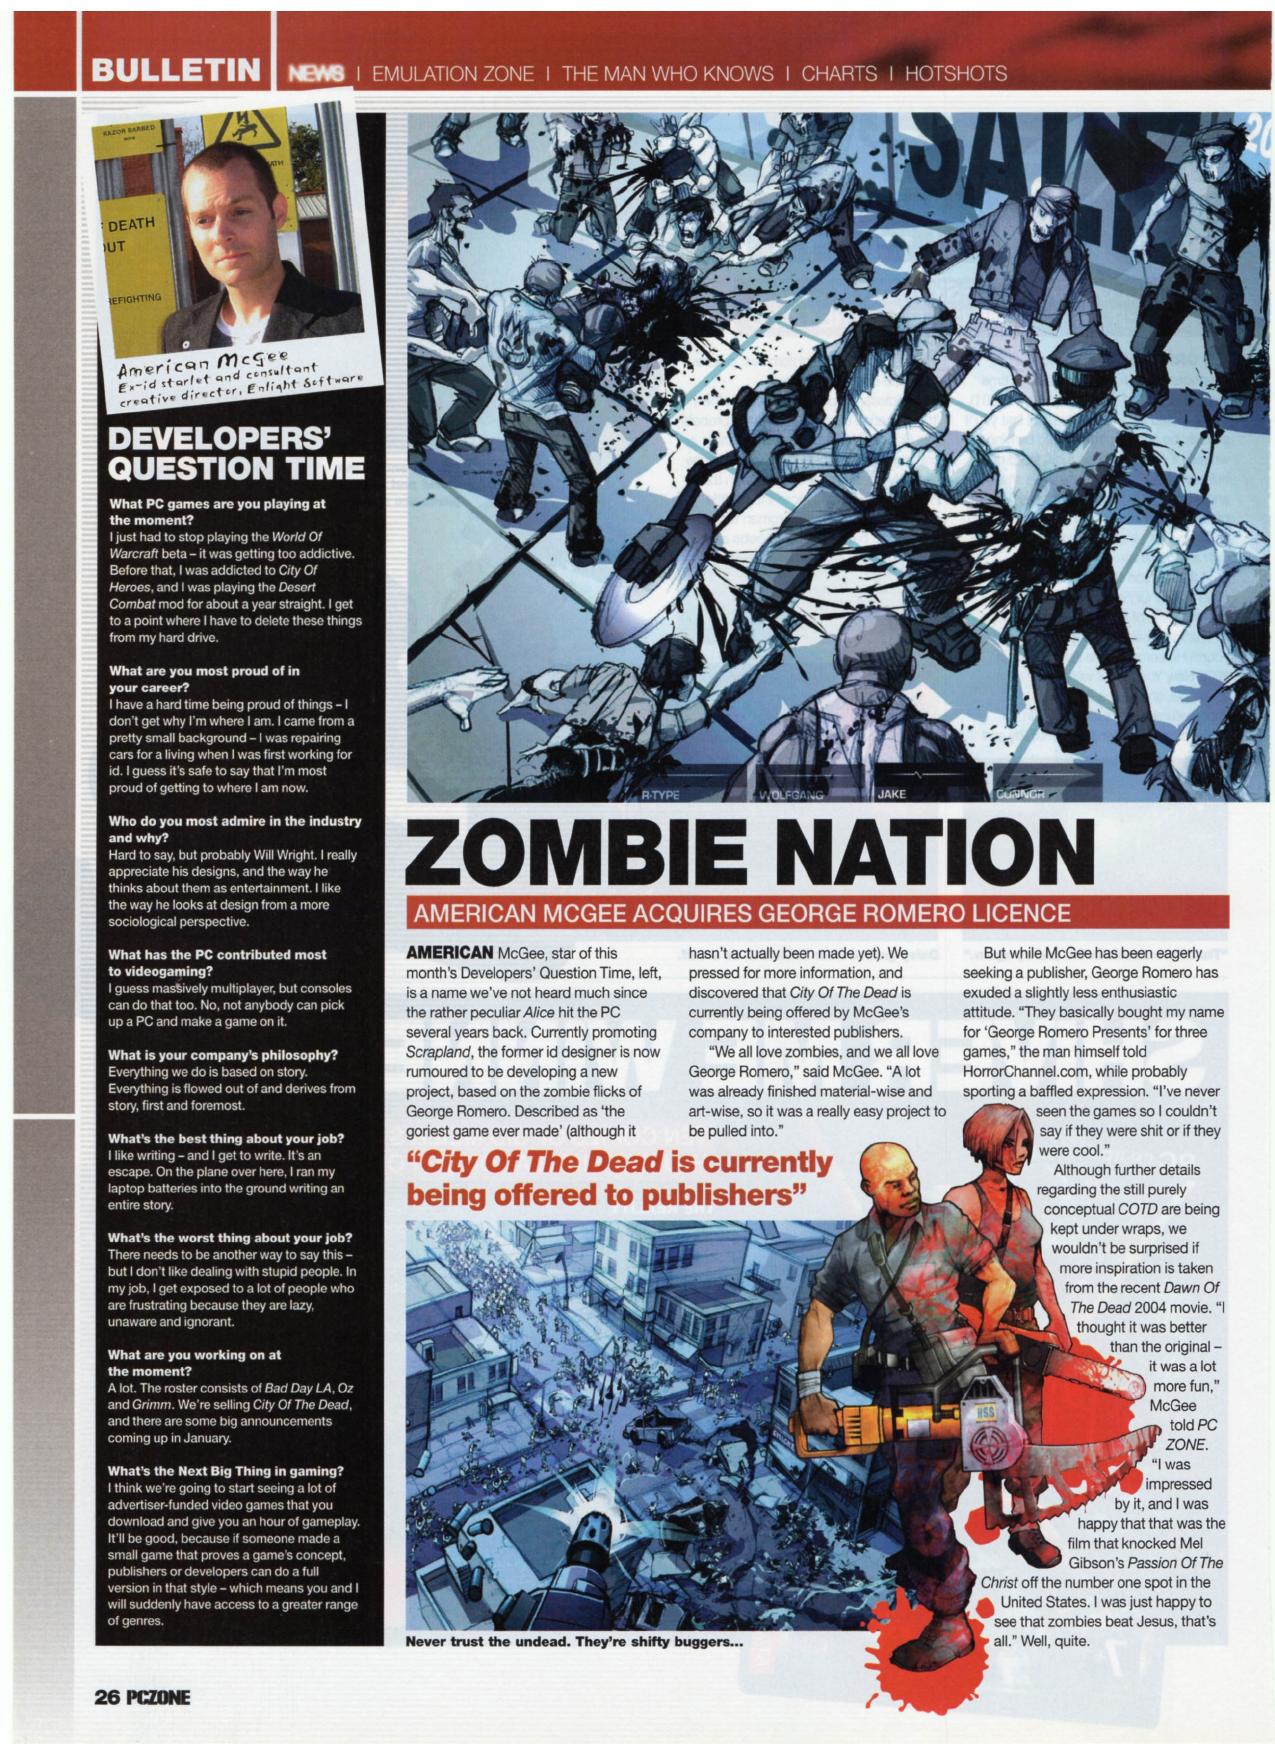 BULLETIN
NEWS | EMULATION ZONE | THE MAN WHO KNOWS | CHARTS | HOTSHOTS
RAZOR BARBED
WIRE
DEATH
OUT
REFIGHTING
American McGee
Ex-id starlet and consultant
creative director, Enlight Software
DEVELOPERS'
QUESTION TIME
What PC games are you playing at
the moment?
I just had to stop playing the World Of
Warcraft beta – it was getting too addictive.
Before that, I was addicted to City Of
Heroes, and I was playing the Desert
Combat mod for about a year straight. I get
to a point where I have to delete these things
from my hard drive.
What are you most proud of in
your career?
I have a hard time being proud of things – I
don't get why I'm where I am. I came from a
pretty small background – I was repairing
cars for a living when I was first working for
id. I guess it's safe to say that I'm most
proud of getting to where I am now.
Who do you most admire in the industry
and why?
Hard to say, but probably Will Wright. I really
appreciate his designs, and the way he
thinks about them as entertainment. I like
the way he looks at design from a more
sociological perspective.
What has the PC contributed most
to videogaming?
I guess massively multiplayer, but consoles
can do that too. No, not anybody can pick
up a PC and make a game on it.
What is your company's philosophy?
Everything we do is based on story.
Everything is flowed out of and derives from
story, first and foremost.
What's the best thing about your job?
I like writing – and I get to write. It's an
escape. On the plane over here, I ran my
laptop batteries into the ground writing an
entire story.
What's the worst thing about your job?
There needs to be another way to say this –
but I don't like dealing with stupid people. In
my job, I get exposed to a lot of people who
are frustrating because they are lazy,
unaware and ignorant.
What are you working on at
the moment?
A lot. The roster consists of Bad Day LA, Oz
and Grimm. We're selling City Of The Dead,
and there are some big announcements
coming up in January.
What's the Next Big Thing in gaming?
I think we're going to start seeing a lot of
advertiser-funded video games that you
download and give you an hour of gameplay.
It'll be good, because if someone made a
small game that proves a game's concept,
publishers or developers can do a full
version in that style – which means you and I
will suddenly have access to a greater range
of genres.
R-TYPE WOLFGANG JAKE CONNOR
ZOMBIE NATION
AMERICAN MCGEE ACQUIRES GEORGE ROMERO LICENCE
AMERICAN McGee, star of this
month's Developers' Question Time, left,
is a name we've not heard much since
the rather peculiar Alice hit the PC
several years back. Currently promoting
Scrapland, the former id designer is now
rumoured to be developing a new
project, based on the zombie flicks of
George Romero. Described as 'the
goriest game ever made' (although it
hasn't actually been made yet). We
pressed for more information, and
discovered that City Of The Dead is
currently being offered by McGee's
company to interested publishers.
"We all love zombies, and we all love
George Romero," said McGee. "A lot
was already finished material-wise and
art-wise, so it was a really easy project to
be pulled into."
"City Of The Dead is currently
being offered to publishers"
But while McGee has been eagerly
seeking a publisher, George Romero has
exuded a slightly less enthusiastic
attitude. "They basically bought my name
for 'George Romero Presents' for three
games," the man himself told
HorrorChannel.com, while probably
sporting a baffled expression. "I've never
seen the games so I couldn't
say if they were shit or if they
were cool."
Although further details
regarding the still purely
conceptual COTD are being
kept under wraps, we
wouldn't be surprised if
more inspiration is taken
from the recent Dawn Of
The Dead 2004 movie. "I
thought it was better
than the original –
it was a lot
more fun,"
McGee
told PC
ZONE.
"I was
impressed
by it, and I was
happy that that was the
film that knocked Mel
Gibson's Passion Of The
Christ off the number one spot in the
United States. I was just happy to
see that zombies beat Jesus, that's
all." Well, quite.
HSS
Never trust the undead. They're shifty buggers...
26 PCZONE